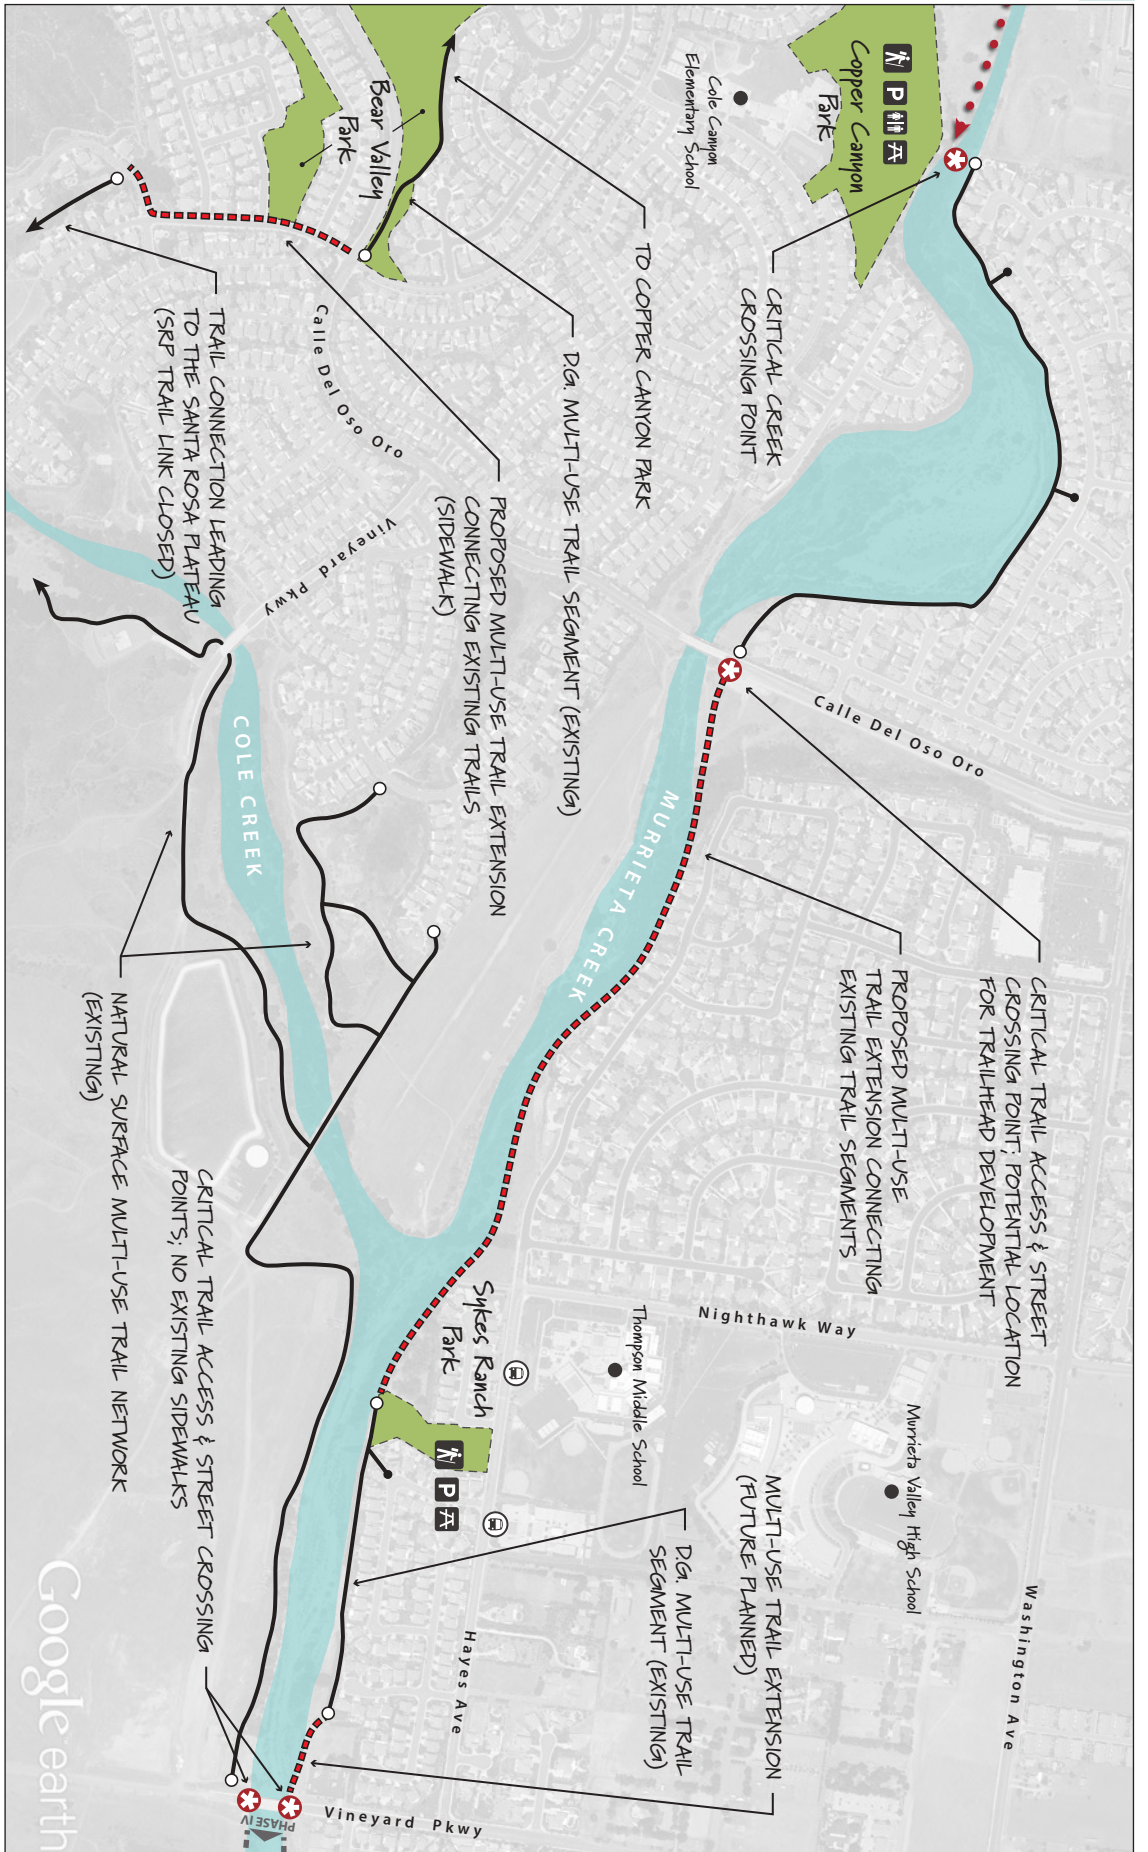 Copper Canyon
Park
P
Cole Canyon
Elementary School
Bear Valley
Park
TO COPPER CANYON PARK
CRITICAL CREEK
CROSSING POINT
D.G. MULTI-USE TRAIL SEGMENT (EXISTING)
PROPOSED MULTI-USE TRAIL EXTENSION
CONNECTING EXISTING TRAILS
(SIDEWALK)
TRAIL CONNECTION LEADING
TO THE SANTA ROSA PLATEAU
(SRP TRAIL LINK CLOSED)
Calle Del Oso Oro
Vineyard Pkwy
Calle Del Oso Oro
COLE CREEK
MURRIETA CREEK
CRITICAL TRAIL ACCESS & STREET
CROSSING POINT; POTENTIAL LOCATION
FOR TRAILHEAD DEVELOPMENT
PROPOSED MULTI-USE
TRAIL EXTENSION CONNECTING
EXISTING TRAIL SEGMENTS
NATURAL SURFACE MULTI-USE TRAIL NETWORK
(EXISTING)
CRITICAL TRAIL ACCESS & STREET CROSSING
POINTS; NO EXISTING SIDEWALKS
Nighthawk Way
Thompson Middle School
Sykes Ranch
Park
P
Murrieta Valley High School
MULTI-USE TRAIL EXTENSION
(FUTURE PLANNED)
D.G. MULTI-USE TRAIL
SEGMENT (EXISTING)
Washington Ave
Hayes Ave
Vineyard Pkwy
PHASE IV
Google earth